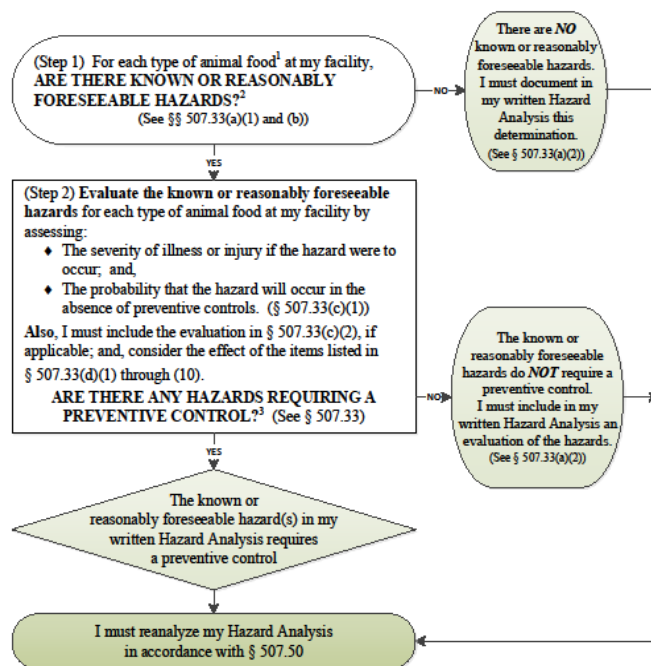 (Step 1)  For each type of animal food1 at my facility,
ARE THERE KNOWN OR REASONABLY
FORESEEABLE HAZARDS?2
(See §§ 507.33(a)(1) and (b))
NO
There are NO
known or reasonably
foreseeable hazards.
I must document in
my written Hazard
Analysis this
determination.
(See § 507.33(a)(2))
YES
(Step 2) Evaluate the known or reasonably foreseeable
hazards for each type of animal food at my facility by
assessing:
♦ The severity of illness or injury if the hazard were to
occur;  and,
♦ The probability that the hazard will occur in the
absence of preventive controls.  (§ 507.33(c)(1))
Also, I must include the evaluation in § 507.33(c)(2), if
applicable; and, consider the effect of the items listed in
§ 507.33(d)(1) through (10).
ARE THERE ANY HAZARDS REQUIRING A
PREVENTIVE CONTROL?3  (See § 507.33)
NO
The known or
reasonably foreseeable
hazards do NOT require a
preventive control.
I must include in my
written Hazard Analysis an
evaluation of the hazards.
(See § 507.33(a)(2))
YES
The known or
reasonably foreseeable hazard(s) in my
written Hazard Analysis requires
a preventive control
I must reanalyze my Hazard Analysis
in accordance with § 507.50